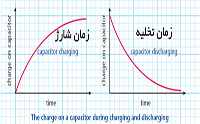 زمان شارژ
capacitor charging
charge on capacitor
time
زمان تخلیه
capacitor discharging
charge on capacitor
time
The charge on a capacitor during charging and discharging